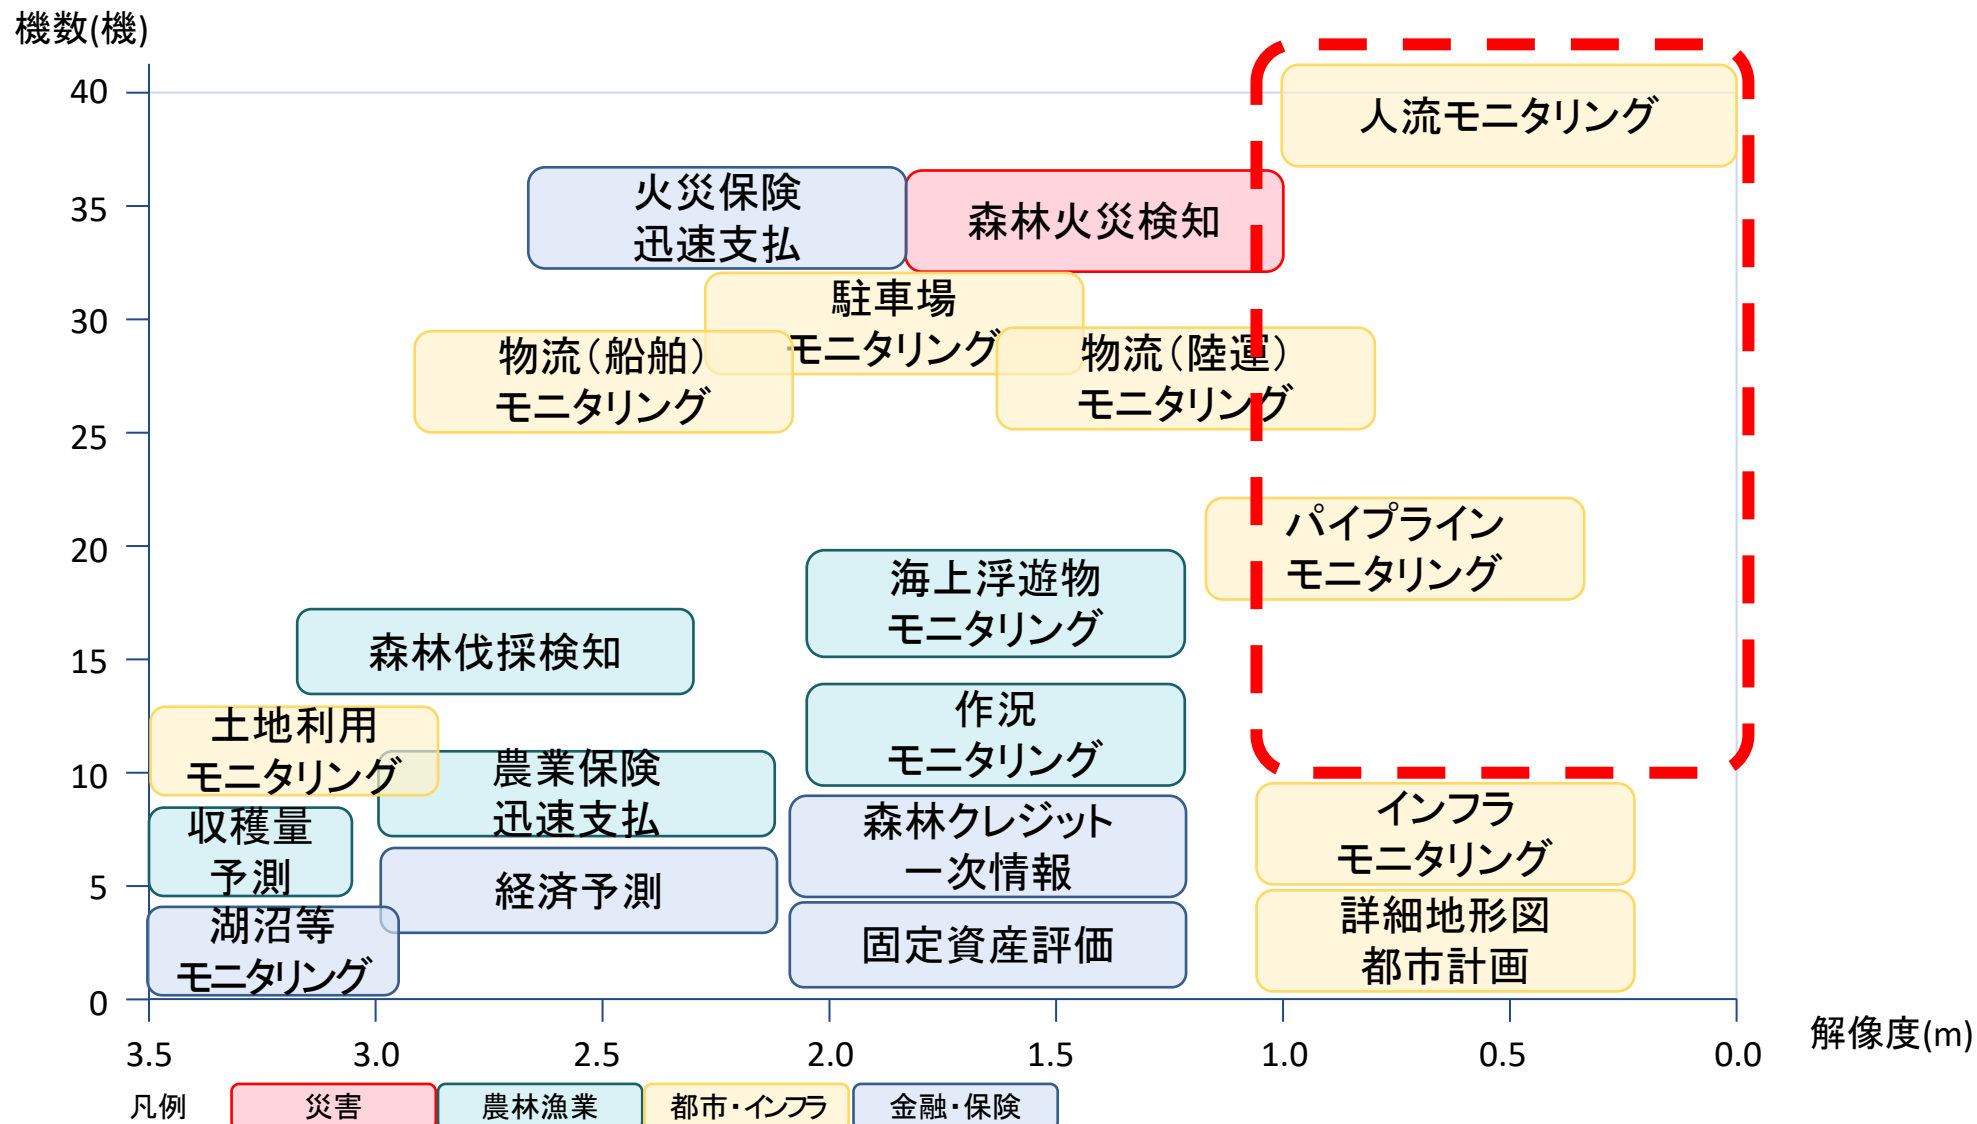 機数(機)
40
人流モニタリング
35
火災保険
迅速支払
森林火災検知
30
駐車場
モニタリング
物流(船舶)
モニタリング
物流(陸運)
モニタリング
25
20
パイプライン
モニタリング
海上浮遊物
モニタリング
15
森林伐採検知
作況
モニタリング
土地利用
モニタリング
10
農業保険
迅速支払
収穫量
予測
森林クレジット
一次情報
インフラ
モニタリング
5
経済予測
湖沼等
モニタリング
固定資産評価
詳細地形図
都市計画
0
3.5
3.0
2.5
2.0
1.5
1.0
0.5
0.0
解像度(m)
凡例
災害
農林漁業
都市・インフラ
金融・保険